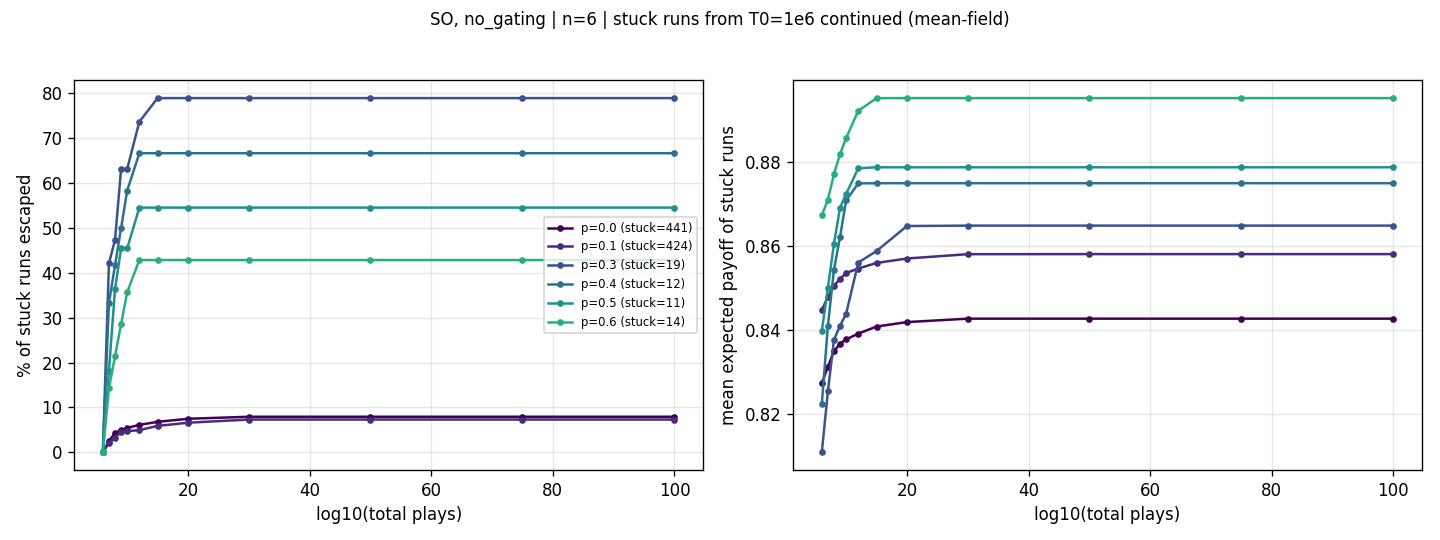 SO, no_gating | n=6 | stuck runs from T0=1e6 continued (mean-field)
% of stuck runs escaped
80
70
60
50
40
30
20
10
0
p=0.0 (stuck=441)
p=0.1 (stuck=424)
p=0.3 (stuck=19)
p=0.4 (stuck=12)
p=0.5 (stuck=11)
p=0.6 (stuck=14)
20 40 60 80 100
log10(total plays)
mean expected payoff of stuck runs
0.88
0.86
0.84
0.82
20 40 60 80 100
log10(total plays)